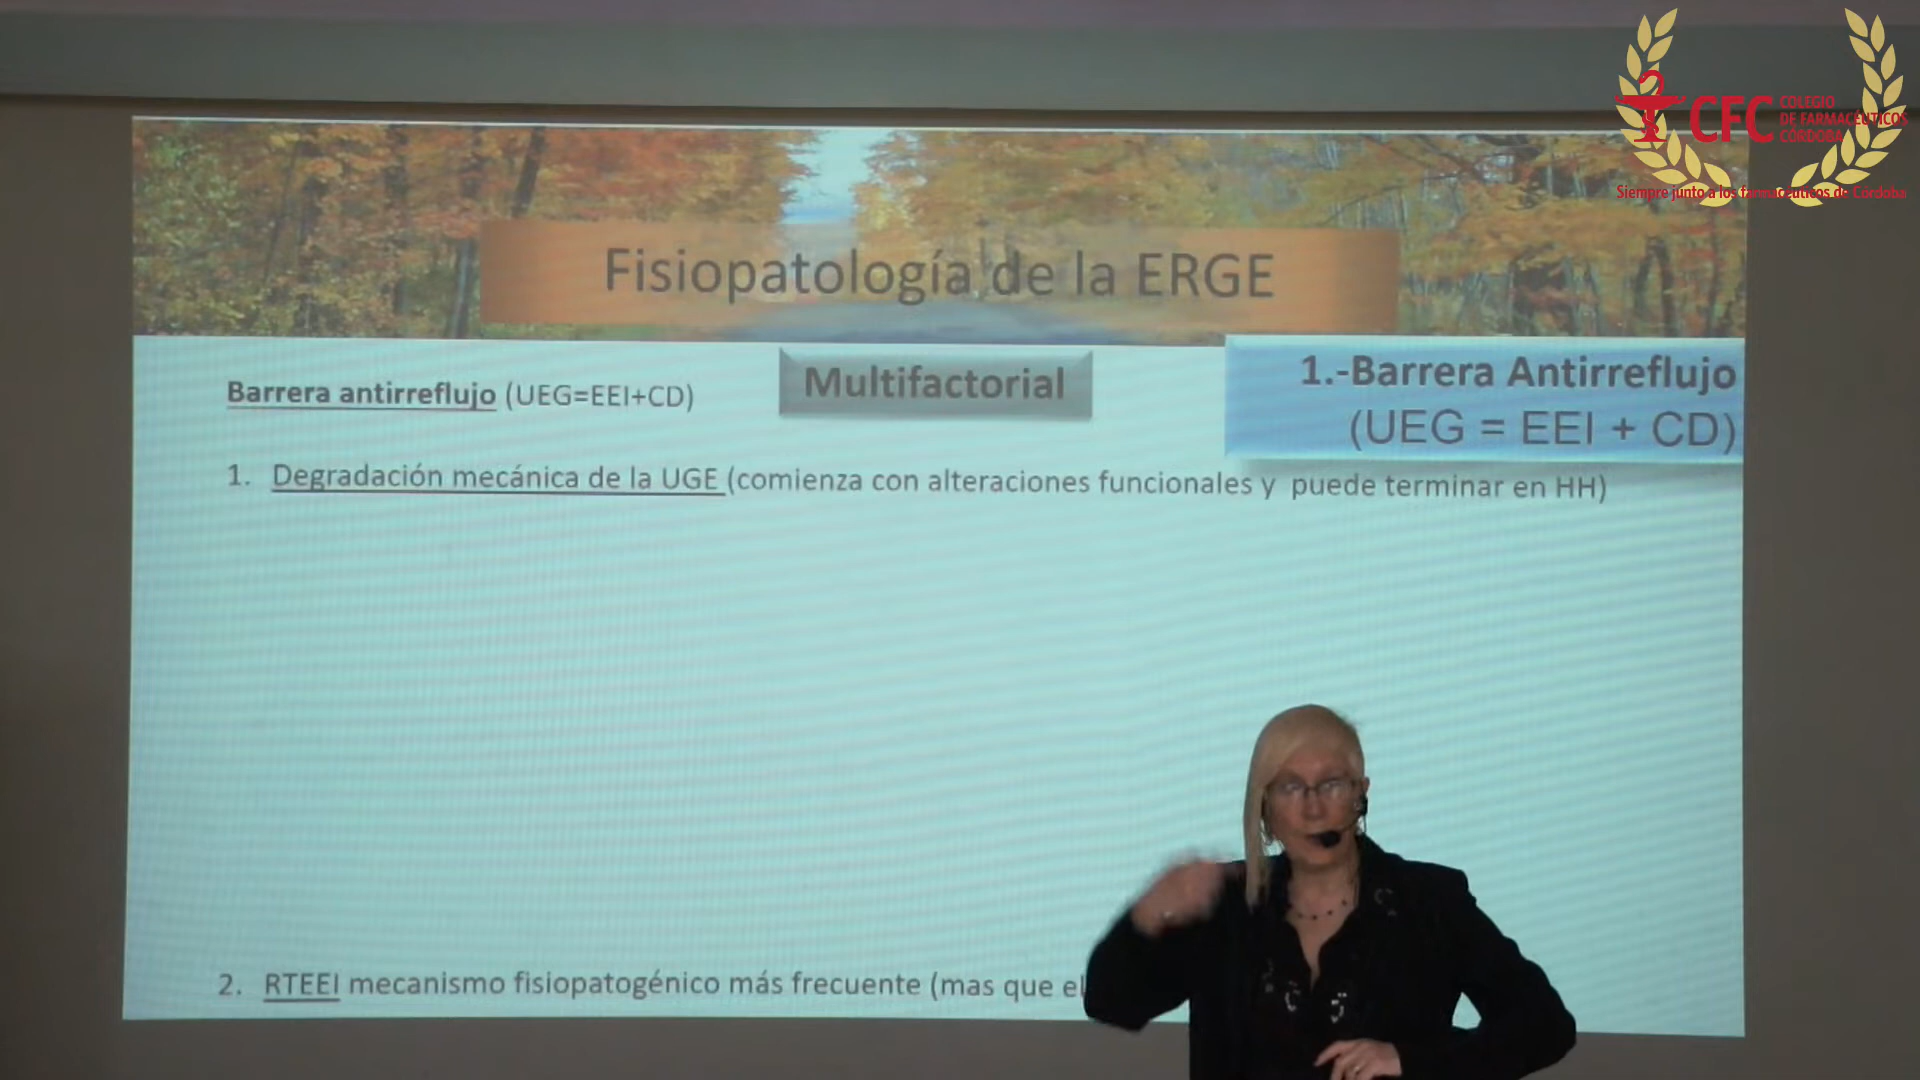 CFC COLEGIO
DE FARMACÉUTICOS
CÓRDOBA
Siempre junto a los farmacéuticos de Córdoba
Fisiopatología de la ERGE
Multifactorial
1.-Barrera Antirreflujo
(UEG = EEI + CD)
Barrera antirreflujo (UEG=EEI+CD)
1. Degradación mecánica de la UGE (comienza con alteraciones funcionales y puede terminar en HH)
2. RTEEI mecanismo fisiopatogénico más frecuente (mas que el